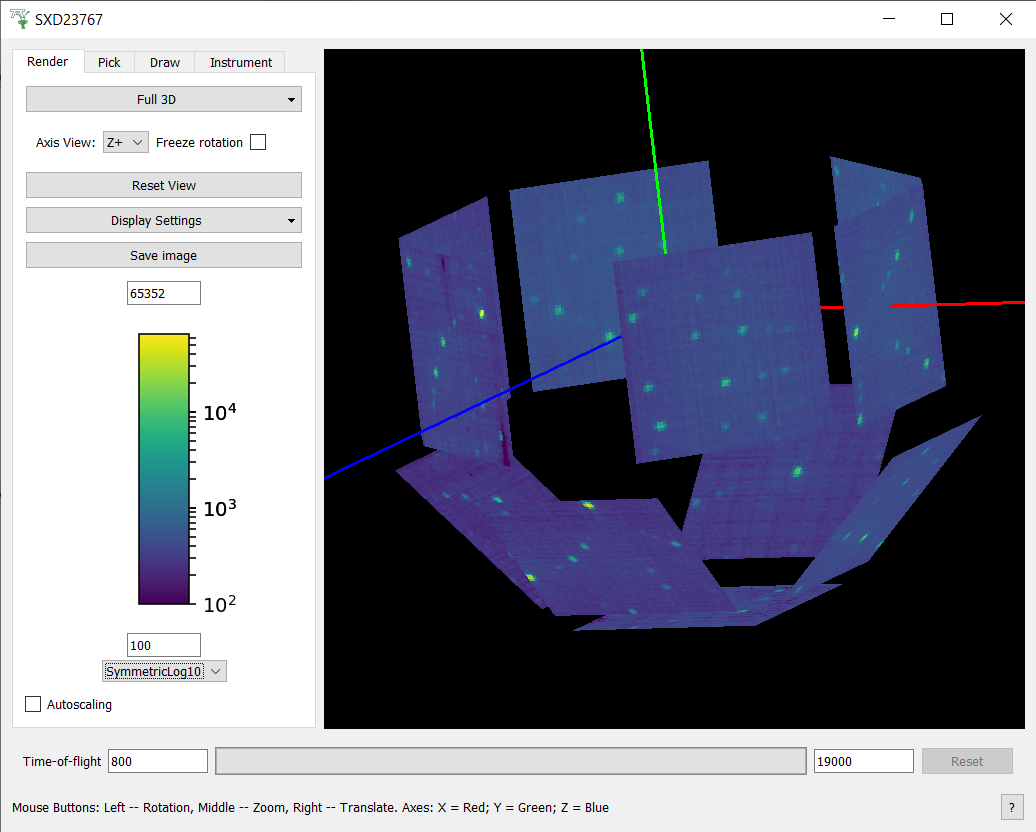 SXD23767
Render Pick Draw Instrument
Full 3D
Axis View: Z+ Freeze rotation
Reset View
Display Settings
Save image
65352
10^4
10^3
10^2
100
SymmetricLog10
Autoscaling
Time-of-flight 800 19000 Reset
Mouse Buttons: Left -- Rotation, Middle -- Zoom, Right -- Translate. Axes: X = Red; Y = Green; Z = Blue ?